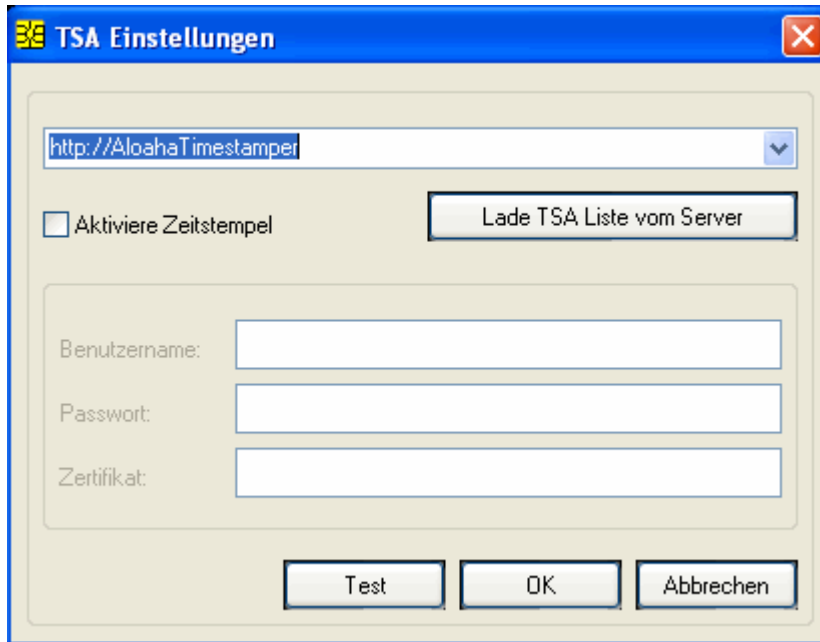 TSA Einstellungen
http://AloahaTimestamper
Aktiviere Zeitstempel
Lade TSA Liste vom Server
Benutzername:
Passwort:
Zertifikat:
Test OK Abbrechen